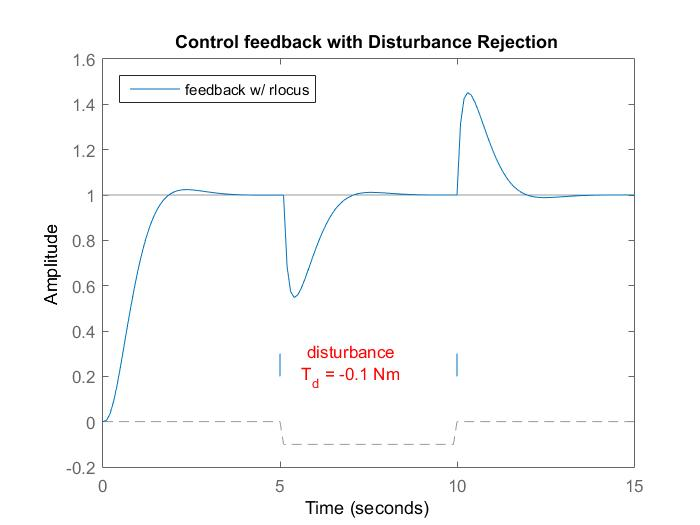 Control feedback with Disturbance Rejection
1.6
feedback w/ rlocus
1.4
1.2
1
0.8
Amplitude
0.6
0.4
disturbance
T_d = -0.1 Nm
0.2
0
-0.2
0
5
10
15
Time (seconds)